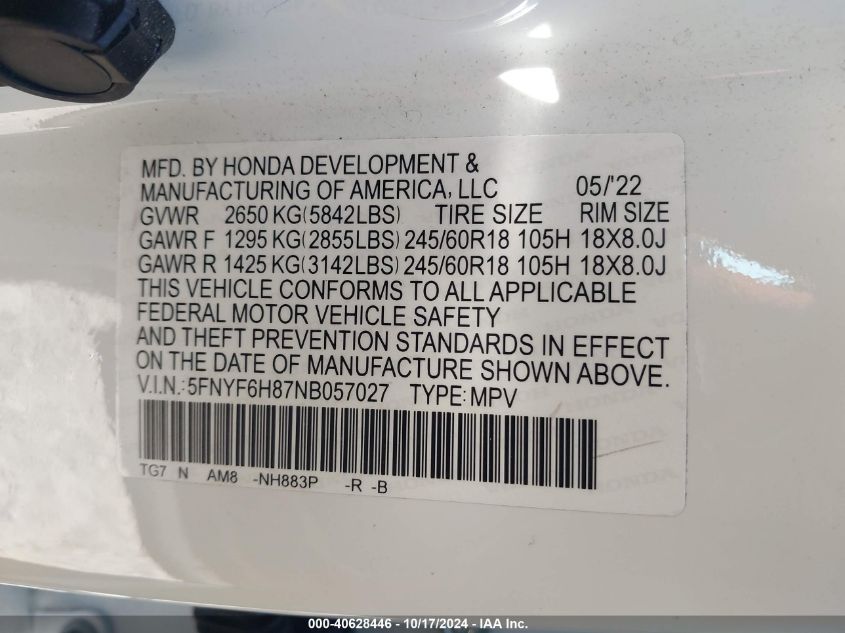 MFD. BY HONDA DEVELOPMENT &
MANUFACTURING OF AMERICA, LLC 05/'22
GVWR 2650 KG(5842LBS) TIRE SIZE RIM SIZE
GAWR F 1295 KG(2855LBS) 245/60R18 105H 18X8.0J
GAWR R 1425 KG(3142LBS) 245/60R18 105H 18X8.0J
THIS VEHICLE CONFORMS TO ALL APPLICABLE
FEDERAL MOTOR VEHICLE SAFETY
AND THEFT PREVENTION STANDARDS IN EFFECT
ON THE DATE OF MANUFACTURE SHOWN ABOVE.
V.I.N.:5FNYF6H87NB057027 TYPE:MPV
TG7 N AM8 -NH883P -R -B
000-40628446 - 10/17/2024 - IAA Inc.